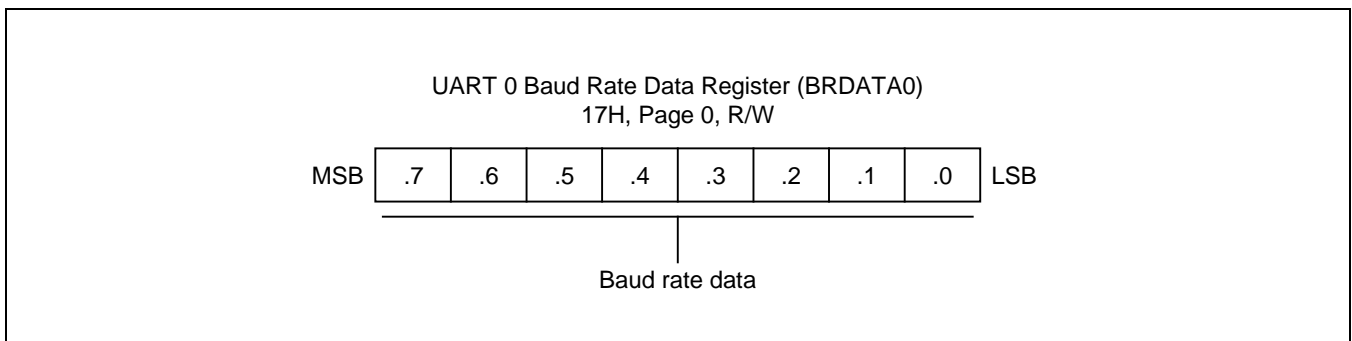 UART 0 Baud Rate Data Register (BRDATA0)
17H, Page 0, R/W
MSB .7 .6 .5 .4 .3 .2 .1 .0 LSB
Baud rate data